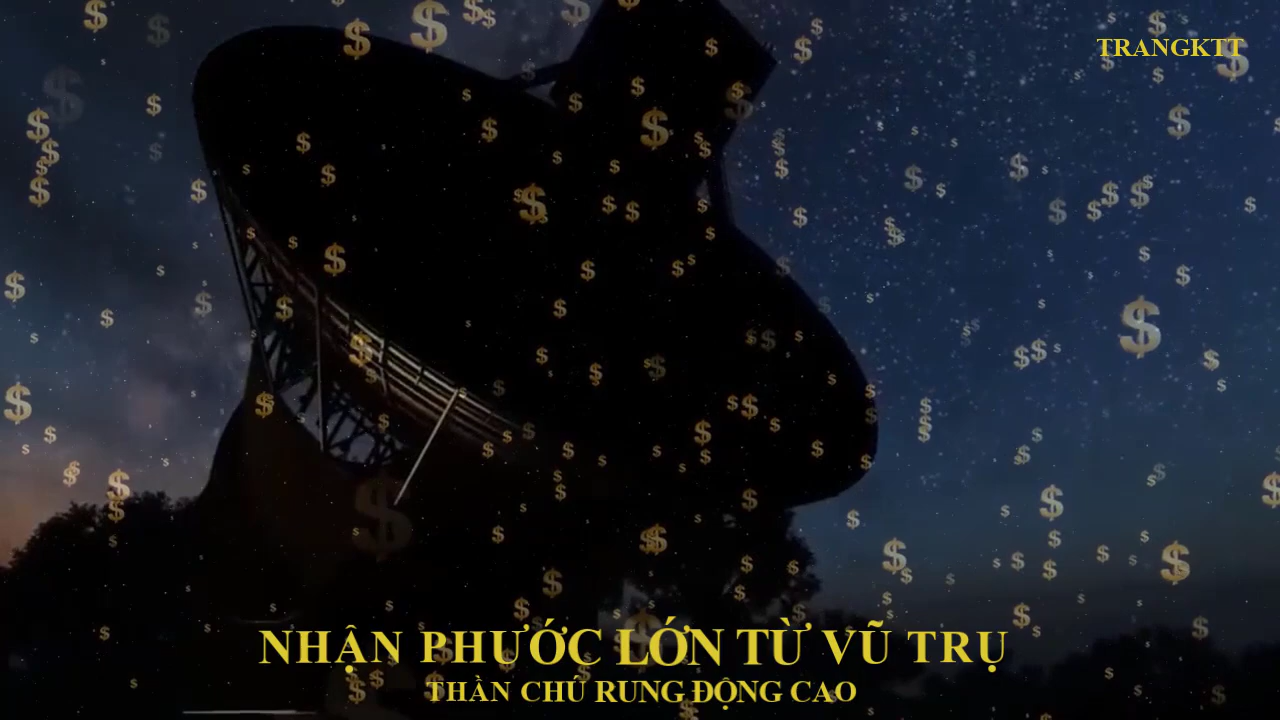 TRANGKTT
NHẬN PHƯỚC LỚN TỪ VŨ TRỤ
THẦN CHÚ RUNG ĐỘNG CAO